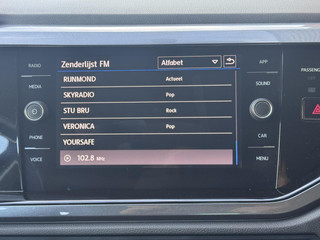 Zenderlijst FM Alfabet
RADIO APP
RIJNMOND Actueel
MEDIA SOUND
SKYRADIO Pop
STU BRU Rock
VERONICA Pop
PHONE CAR
YOURSAFE
VOICE 102.8 MHz MENU
PASSENGER